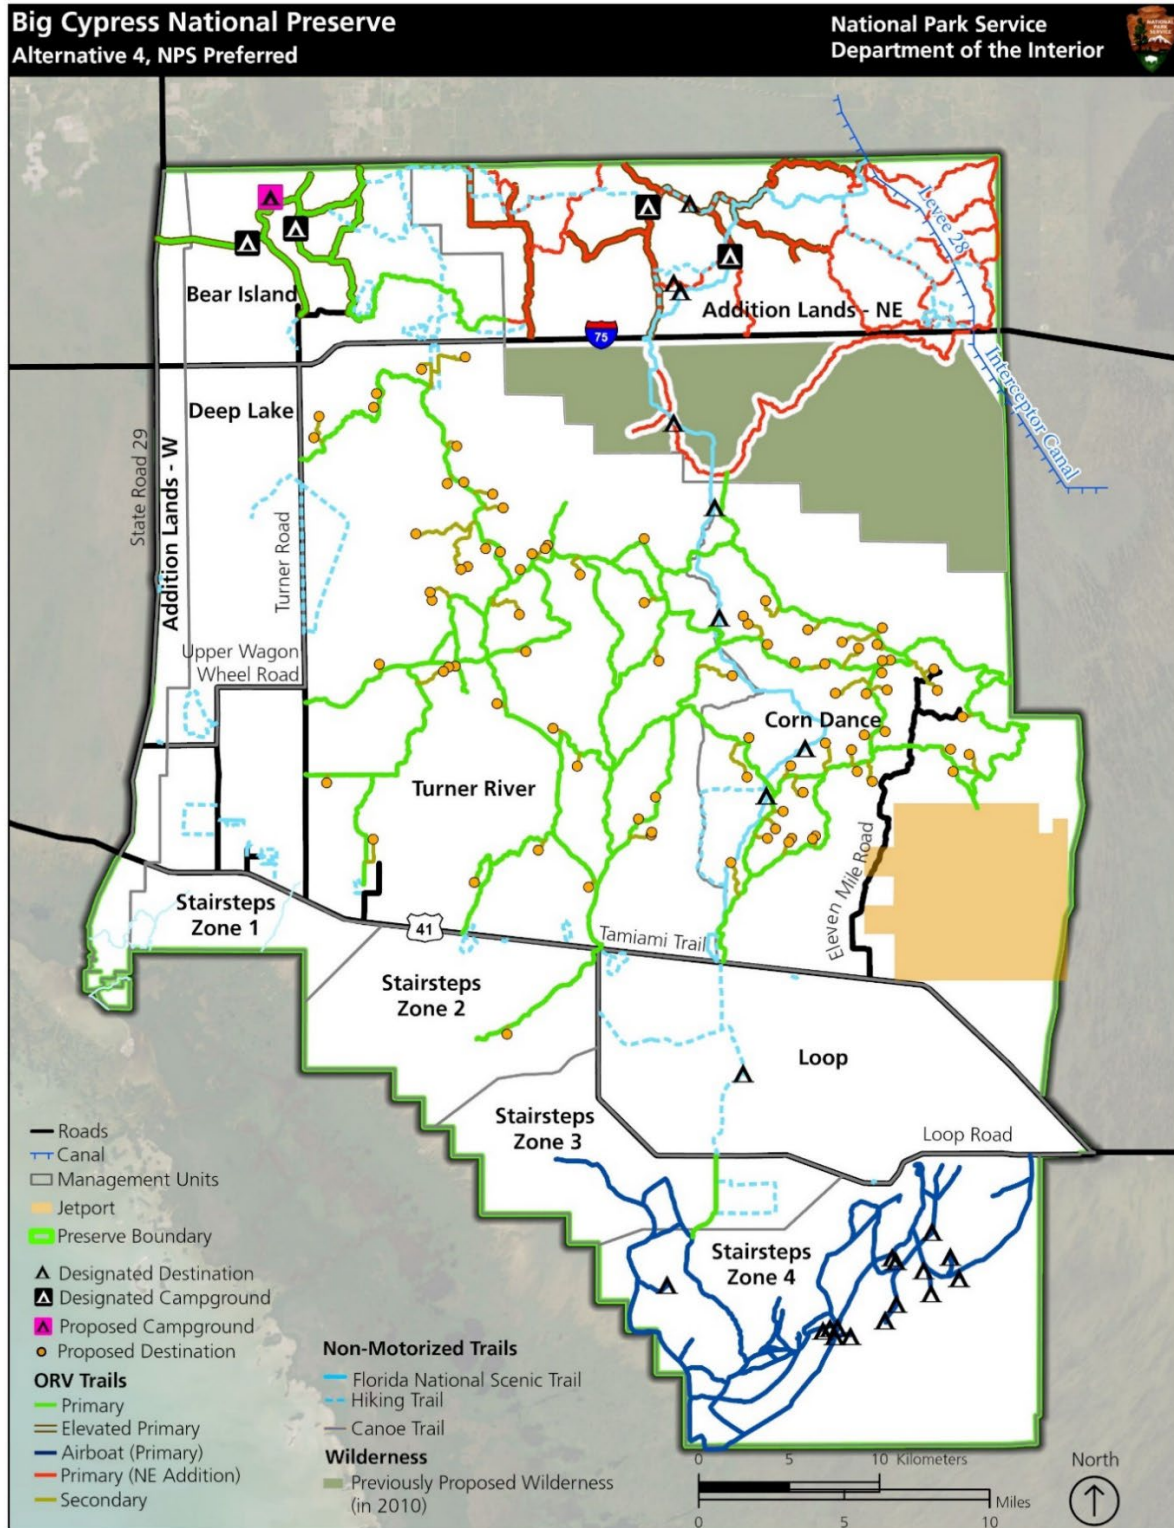 Big Cypress National Preserve
Alternative 4, NPS Preferred
National Park Service
Department of the Interior
NATIONAL
PARK
SERVICE
Levee 28
Bear Island
Addition Lands - NE
75
Interceptor Canal
Deep Lake
State Road 29
Addition Lands - W
Turner Road
Upper Wagon
Wheel Road
Corn Dance
Turner River
Eleven Mile Road
Stairsteps
Zone 1
41
Tamiami Trail
Stairsteps
Zone 2
Loop
Stairsteps
Zone 3
Loop Road
Stairsteps
Zone 4
Roads
Canal
Management Units
Jetport
Preserve Boundary
Designated Destination
Designated Campground
Proposed Campground
Proposed Destination
ORV Trails
Primary
Elevated Primary
Airboat (Primary)
Primary (NE Addition)
Secondary
Non-Motorized Trails
Florida National Scenic Trail
Hiking Trail
Canoe Trail
Wilderness
Previously Proposed Wilderness
(in 2010)
0 5 10 Kilometers
Miles
0 5 10
North